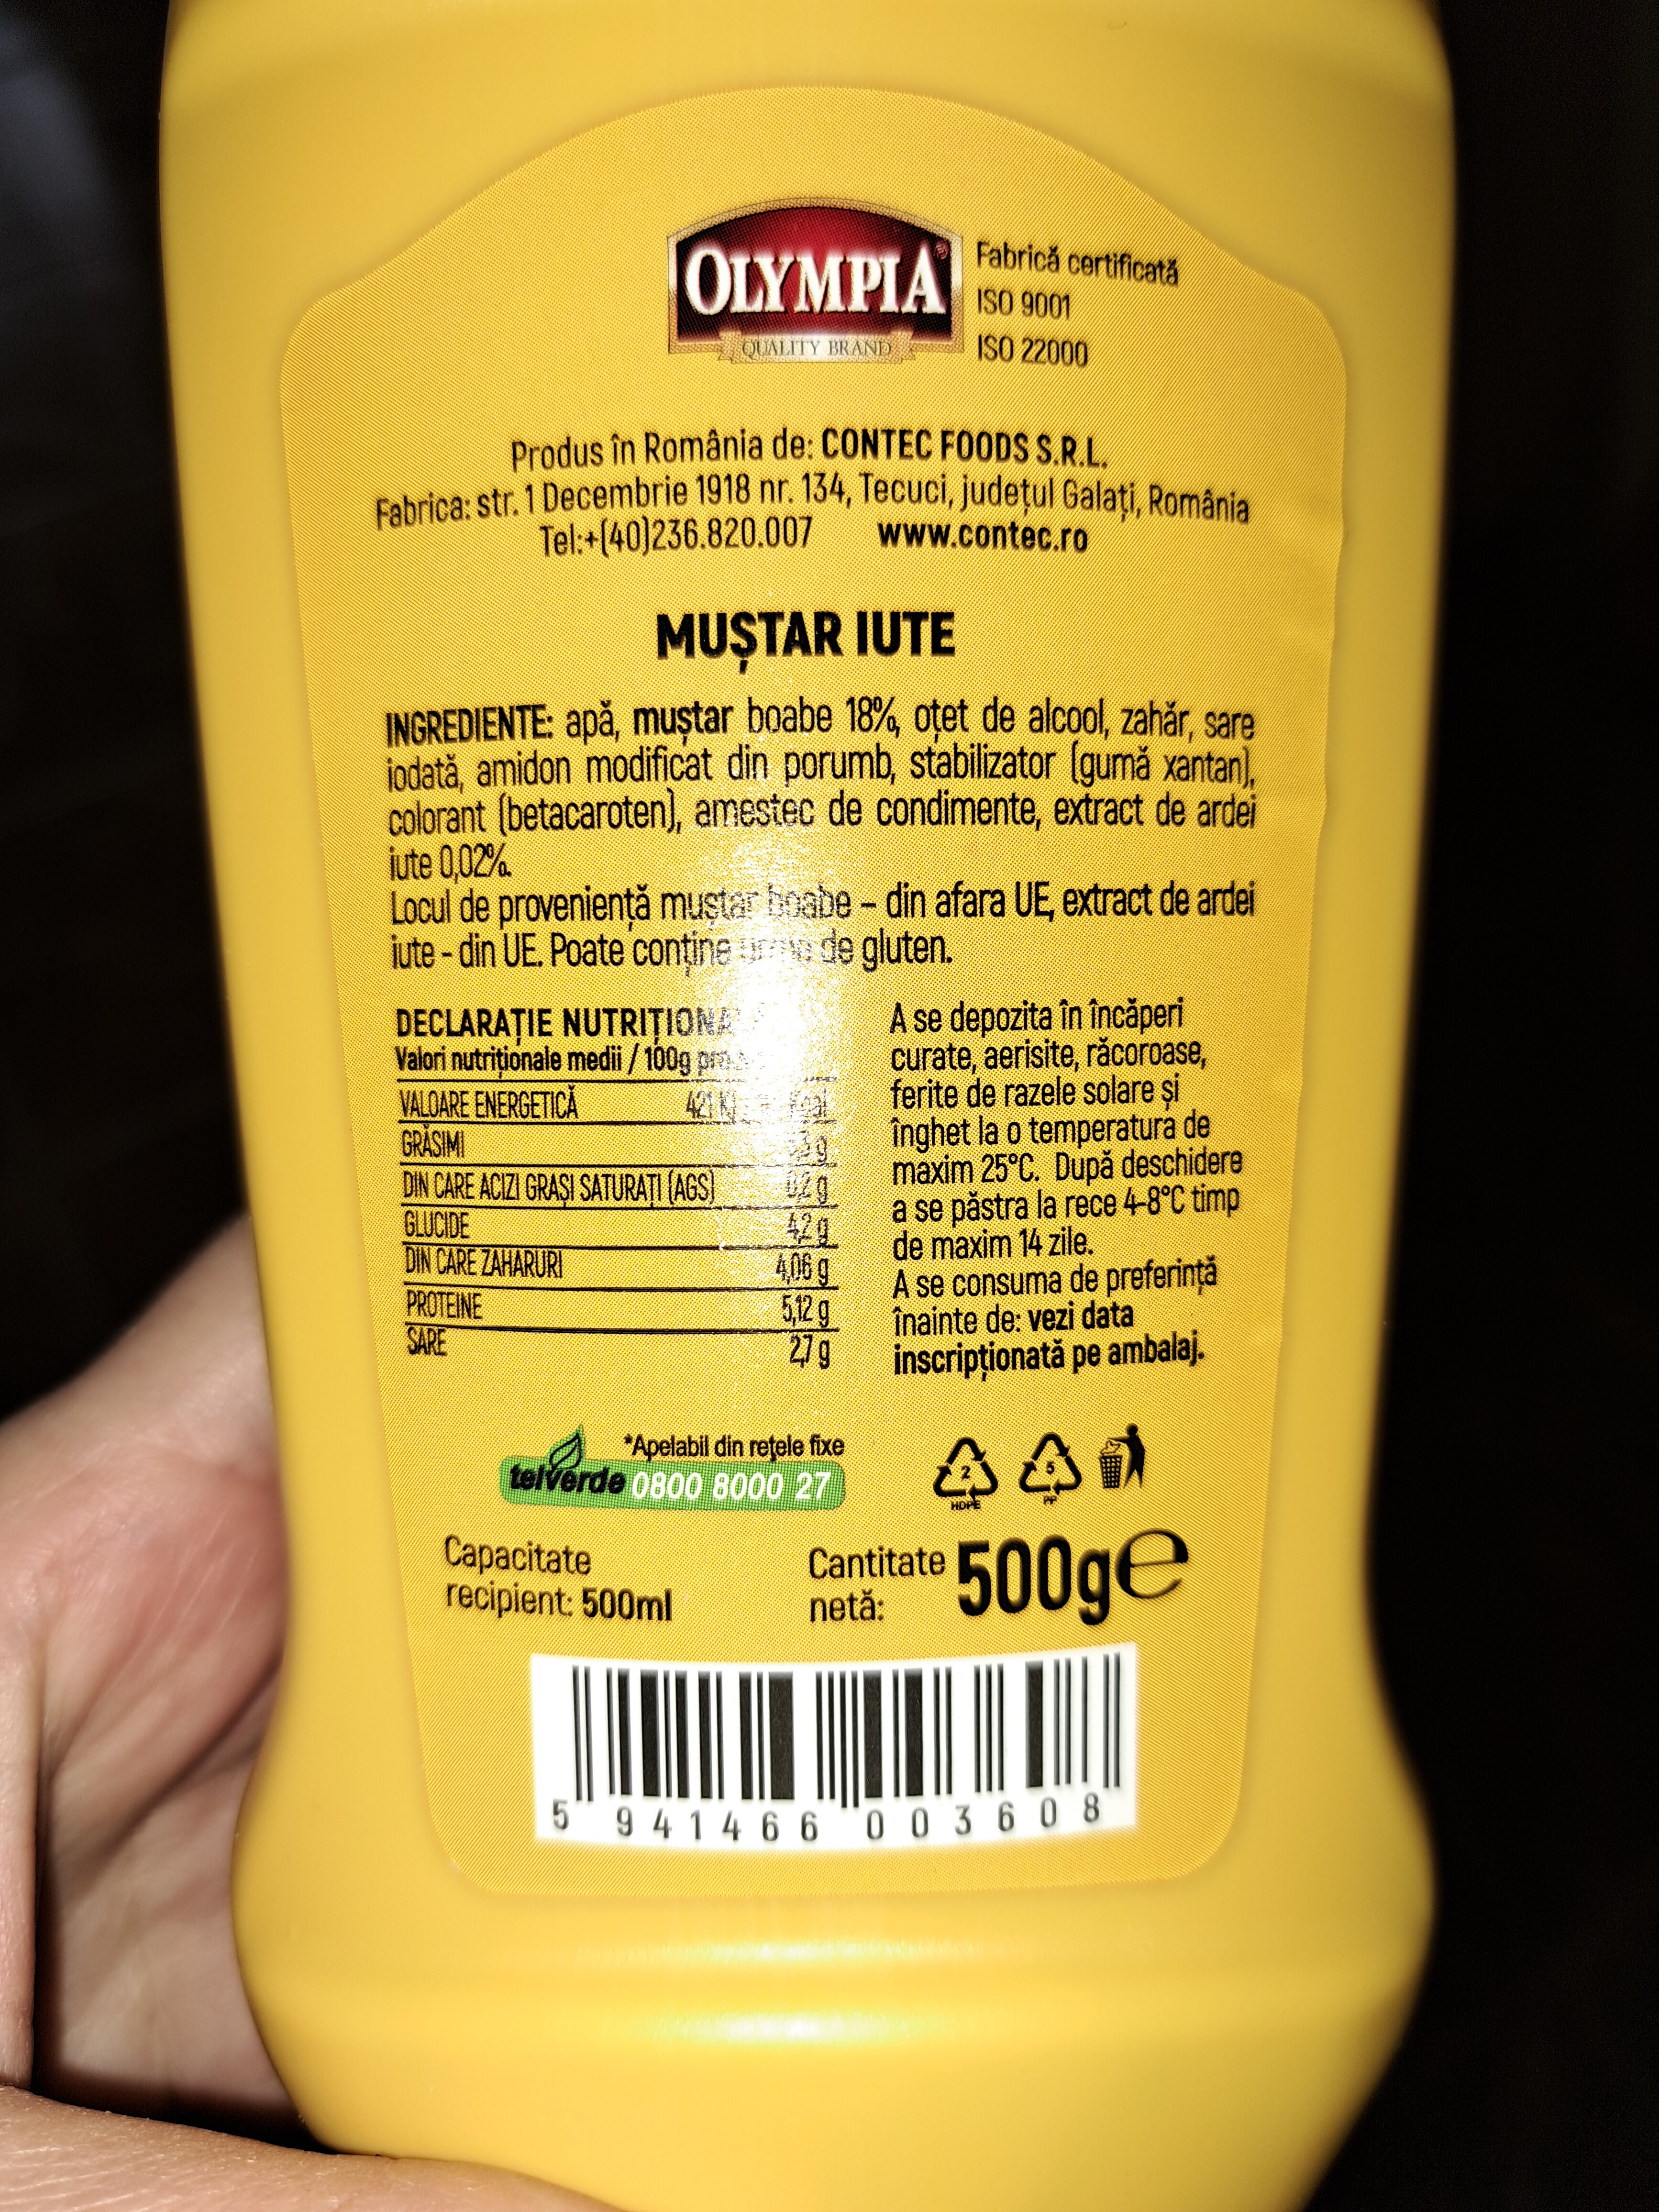 OLYMPIA®
QUALITY BRAND
Fabrică certificată
ISO 9001
ISO 22000
Produs în România de: CONTEC FOODS S.R.L.
Fabrica: str. 1 Decembrie 1918 nr. 134, Tecuci, județul Galați, România
Tel:+(40)236.820.007 www.contec.ro
MUȘTAR IUTE
INGREDIENTE: apă, muștar boabe 18%, oțet de alcool, zahăr, sare
iodată, amidon modificat din porumb, stabilizator (gumă xantan),
colorant (betacaroten), amestec de condimente, extract de ardei
iute 0,02%.
Locul de proveniență muștar boabe – din afara UE, extract de ardei
iute - din UE. Poate conține urme de gluten.
DECLARAȚIE
Valori nutriționale medii / 100g
VALOARE ENERGETICĂ 421 Kcal
GRĂSIMI g
DIN CARE ACIZI GRAȘI SATURAȚI (AGS) 0,2 g
GLUCIDE 4,2 g
DIN CARE ZAHARURI 4,06 g
PROTEINE 5,12 g
SARE 2,7 g
A se depozita în încăperi
curate, aerisite, răcoroase,
ferite de razele solare și
îngheț la o temperatura de
maxim 25°C. După deschidere
a se păstra la rece 4-8°C timp
de maxim 14 zile.
A se consuma de preferință
înainte de: vezi data
inscripționată pe ambalaj.
*Apelabil din rețele fixe
telverde 0800 8000 27
2
HDPE
5
PP
Capacitate
recipient: 500ml
Cantitate
netă:
500g℮
5 941466 003608